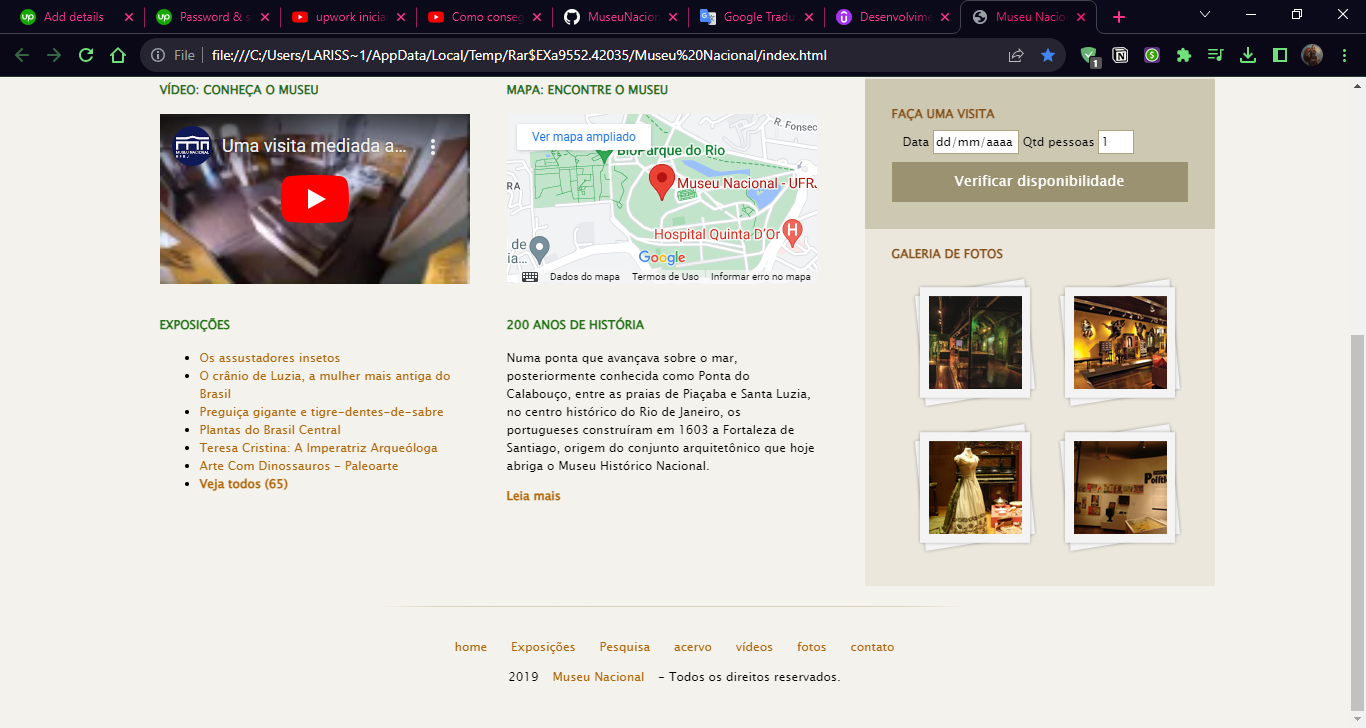 Add details
Password & s
upwork inicia
Como conseg
MuseuNacion
Google Tradu
Desenvolvime
Museu Nacio
File
file:///C:/Users/LARISS~1/AppData/Local/Temp/Rar$EXa9552.42035/Museu%20Nacional/index.html
1
VÍDEO: CONHEÇA O MUSEU
MUSEU NACIONAL
UFRJ
Uma visita mediada a...
MAPA: ENCONTRE O MUSEU
Ver mapa ampliado
R. Fonsec
BioParque do Rio
RA
Museu Nacional - UFRJ
Hospital Quinta D'Or
H
de
ia...
Google
Dados do mapa
Termos de Uso
Informar erro no mapa
FAÇA UMA VISITA
Data dd/mm/aaaa Qtd pessoas 1
Verificar disponibilidade
GALERIA DE FOTOS
Polític
EXPOSIÇÕES
Os assustadores insetos
O crânio de Luzia, a mulher mais antiga do
Brasil
Preguiça gigante e tigre-dentes-de-sabre
Plantas do Brasil Central
Teresa Cristina: A Imperatriz Arqueóloga
Arte Com Dinossauros - Paleoarte
Veja todos (65)
200 ANOS DE HISTÓRIA
Numa ponta que avançava sobre o mar,
posteriormente conhecida como Ponta do
Calabouço, entre as praias de Piaçaba e Santa Luzia,
no centro histórico do Rio de Janeiro, os
portugueses construíram em 1603 a Fortaleza de
Santiago, origem do conjunto arquitetônico que hoje
abriga o Museu Histórico Nacional.
Leia mais
home Exposições Pesquisa acervo vídeos fotos contato
2019 Museu Nacional - Todos os direitos reservados.